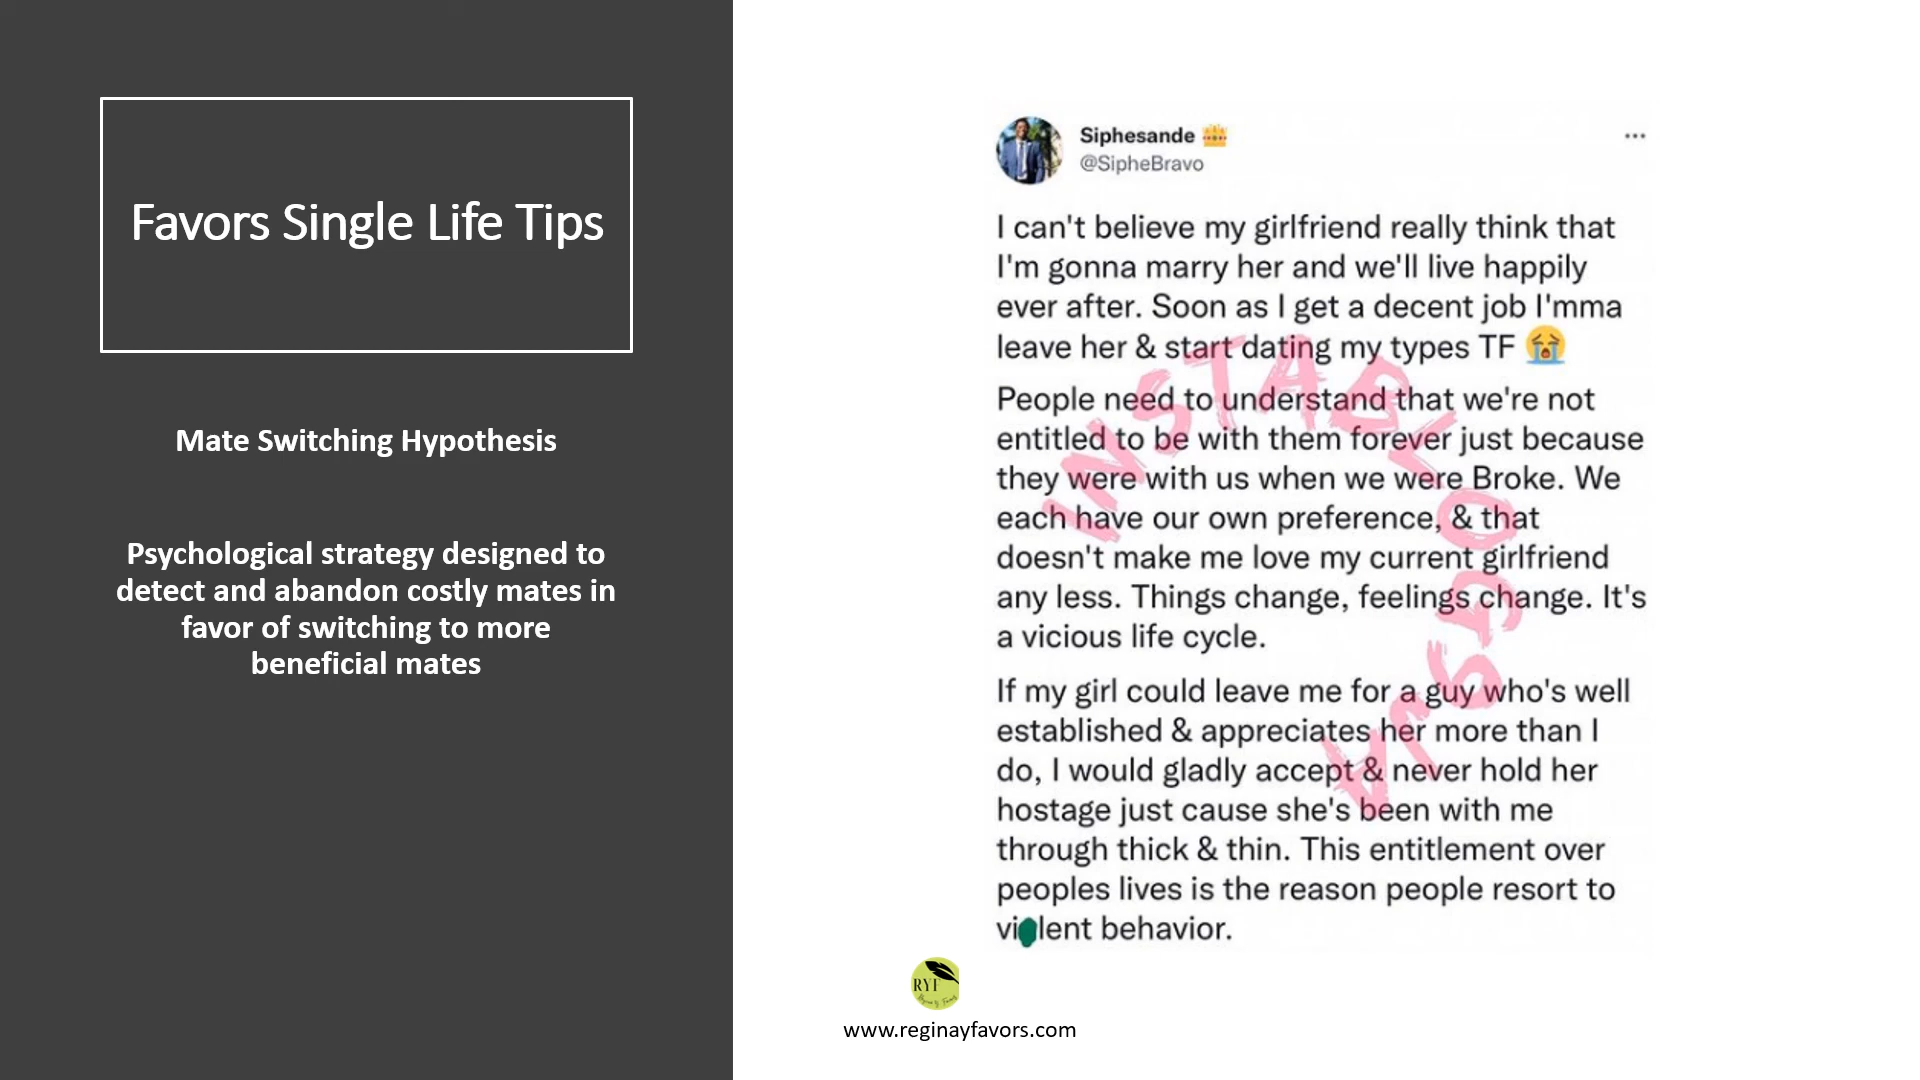 Favors Single Life Tips
Mate Switching Hypothesis
Psychological strategy designed to
detect and abandon costly mates in
favor of switching to more
beneficial mates
Siphesande 👑
@SipheBravo
...
I can't believe my girlfriend really think that
I'm gonna marry her and we'll live happily
ever after. Soon as I get a decent job I'mma
leave her & start dating my types TF 😭
People need to understand that we're not
entitled to be with them forever just because
they were with us when we were Broke. We
each have our own preference, & that
doesn't make me love my current girlfriend
any less. Things change, feelings change. It's
a vicious life cycle.
If my girl could leave me for a guy who's well
established & appreciates her more than I
do, I would gladly accept & never hold her
hostage just cause she's been with me
through thick & thin. This entitlement over
peoples lives is the reason people resort to
violent behavior.
INSTABLOG9JA
RYF
www.reginayfavors.com